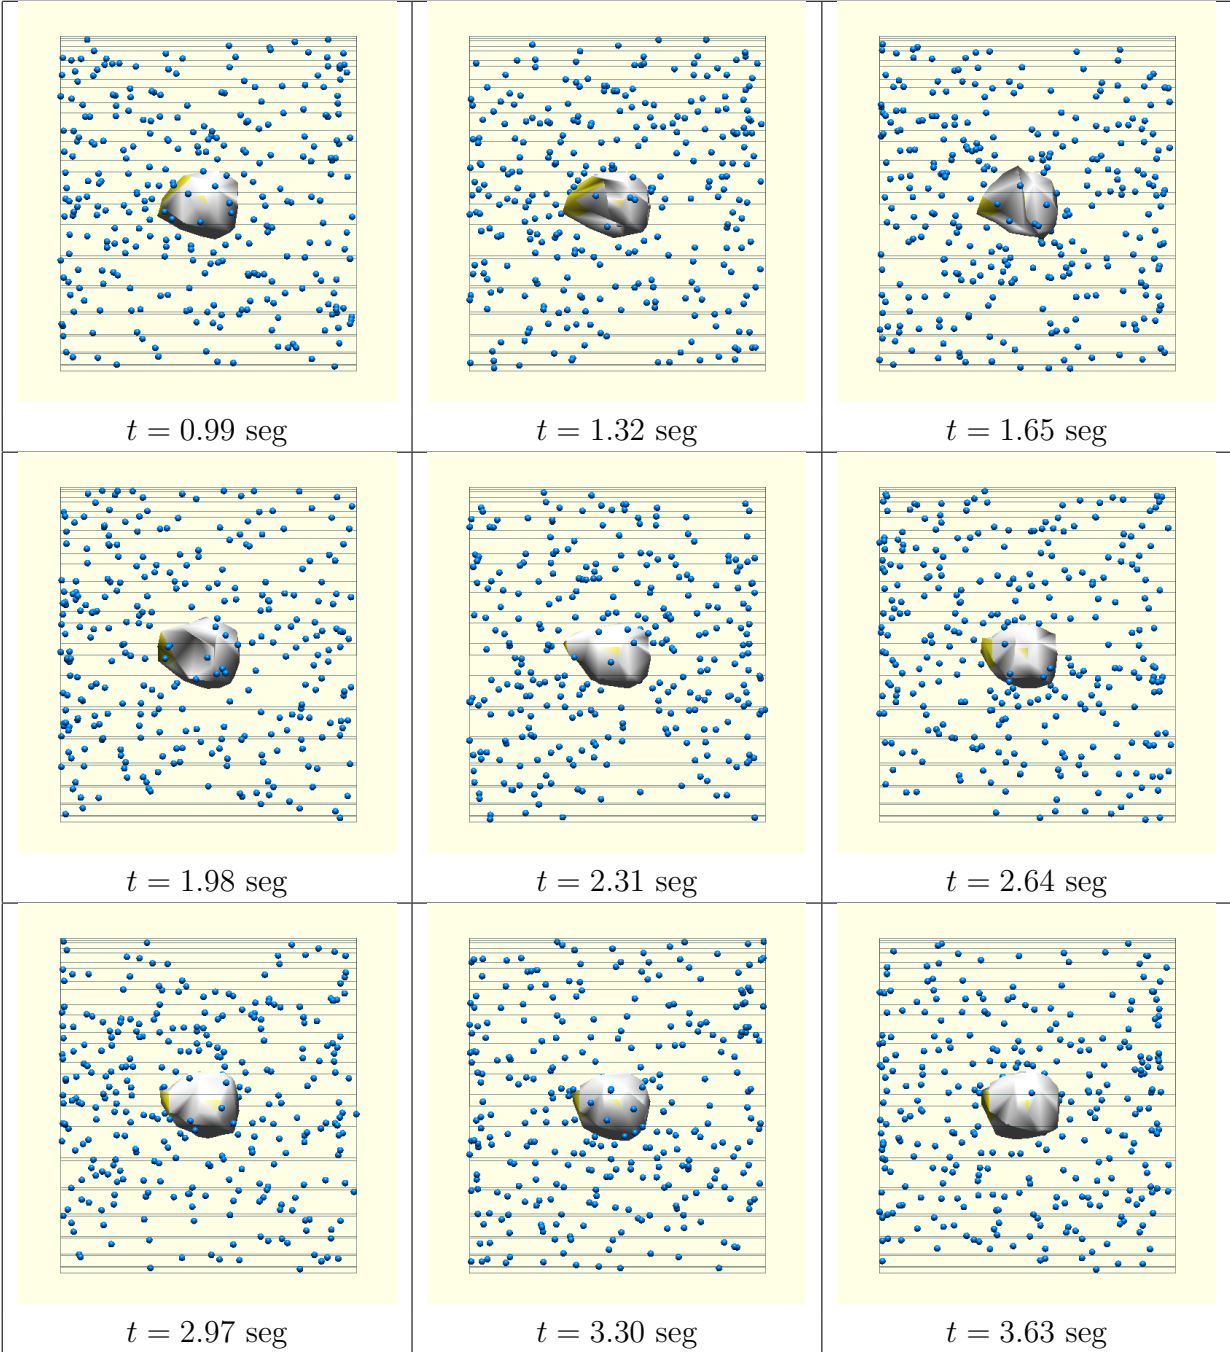 t = 0.99 seg
t = 1.32 seg
t = 1.65 seg
t = 1.98 seg
t = 2.31 seg
t = 2.64 seg
t = 2.97 seg
t = 3.30 seg
t = 3.63 seg